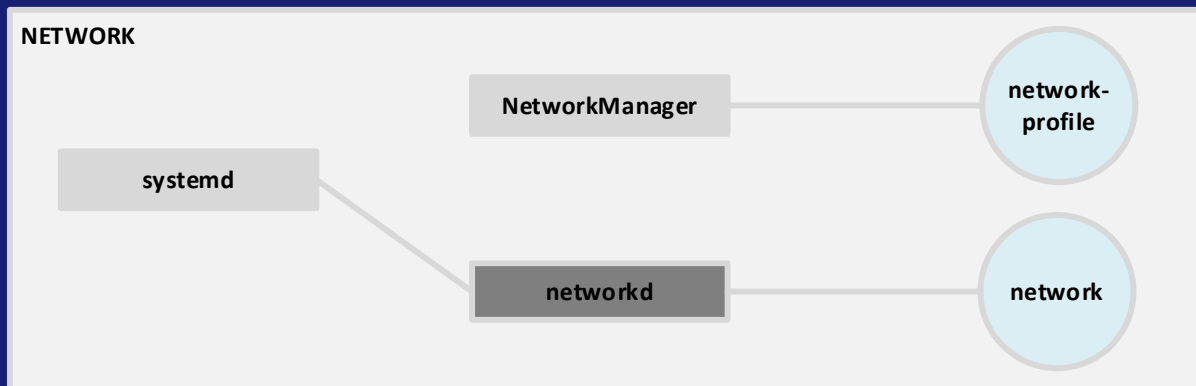 NETWORK
NetworkManager
network-
profile
systemd
networkd
network